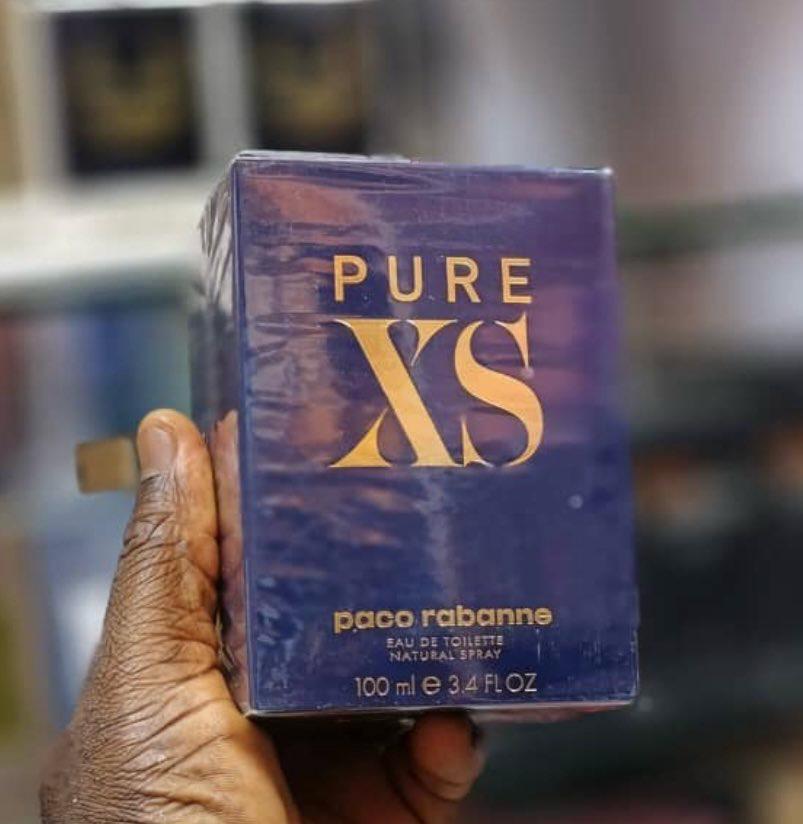 PURE
XS
paco rabanne
EAU DE TOILETTE
NATURAL SPRAY
100 ml e 3.4 FL OZ